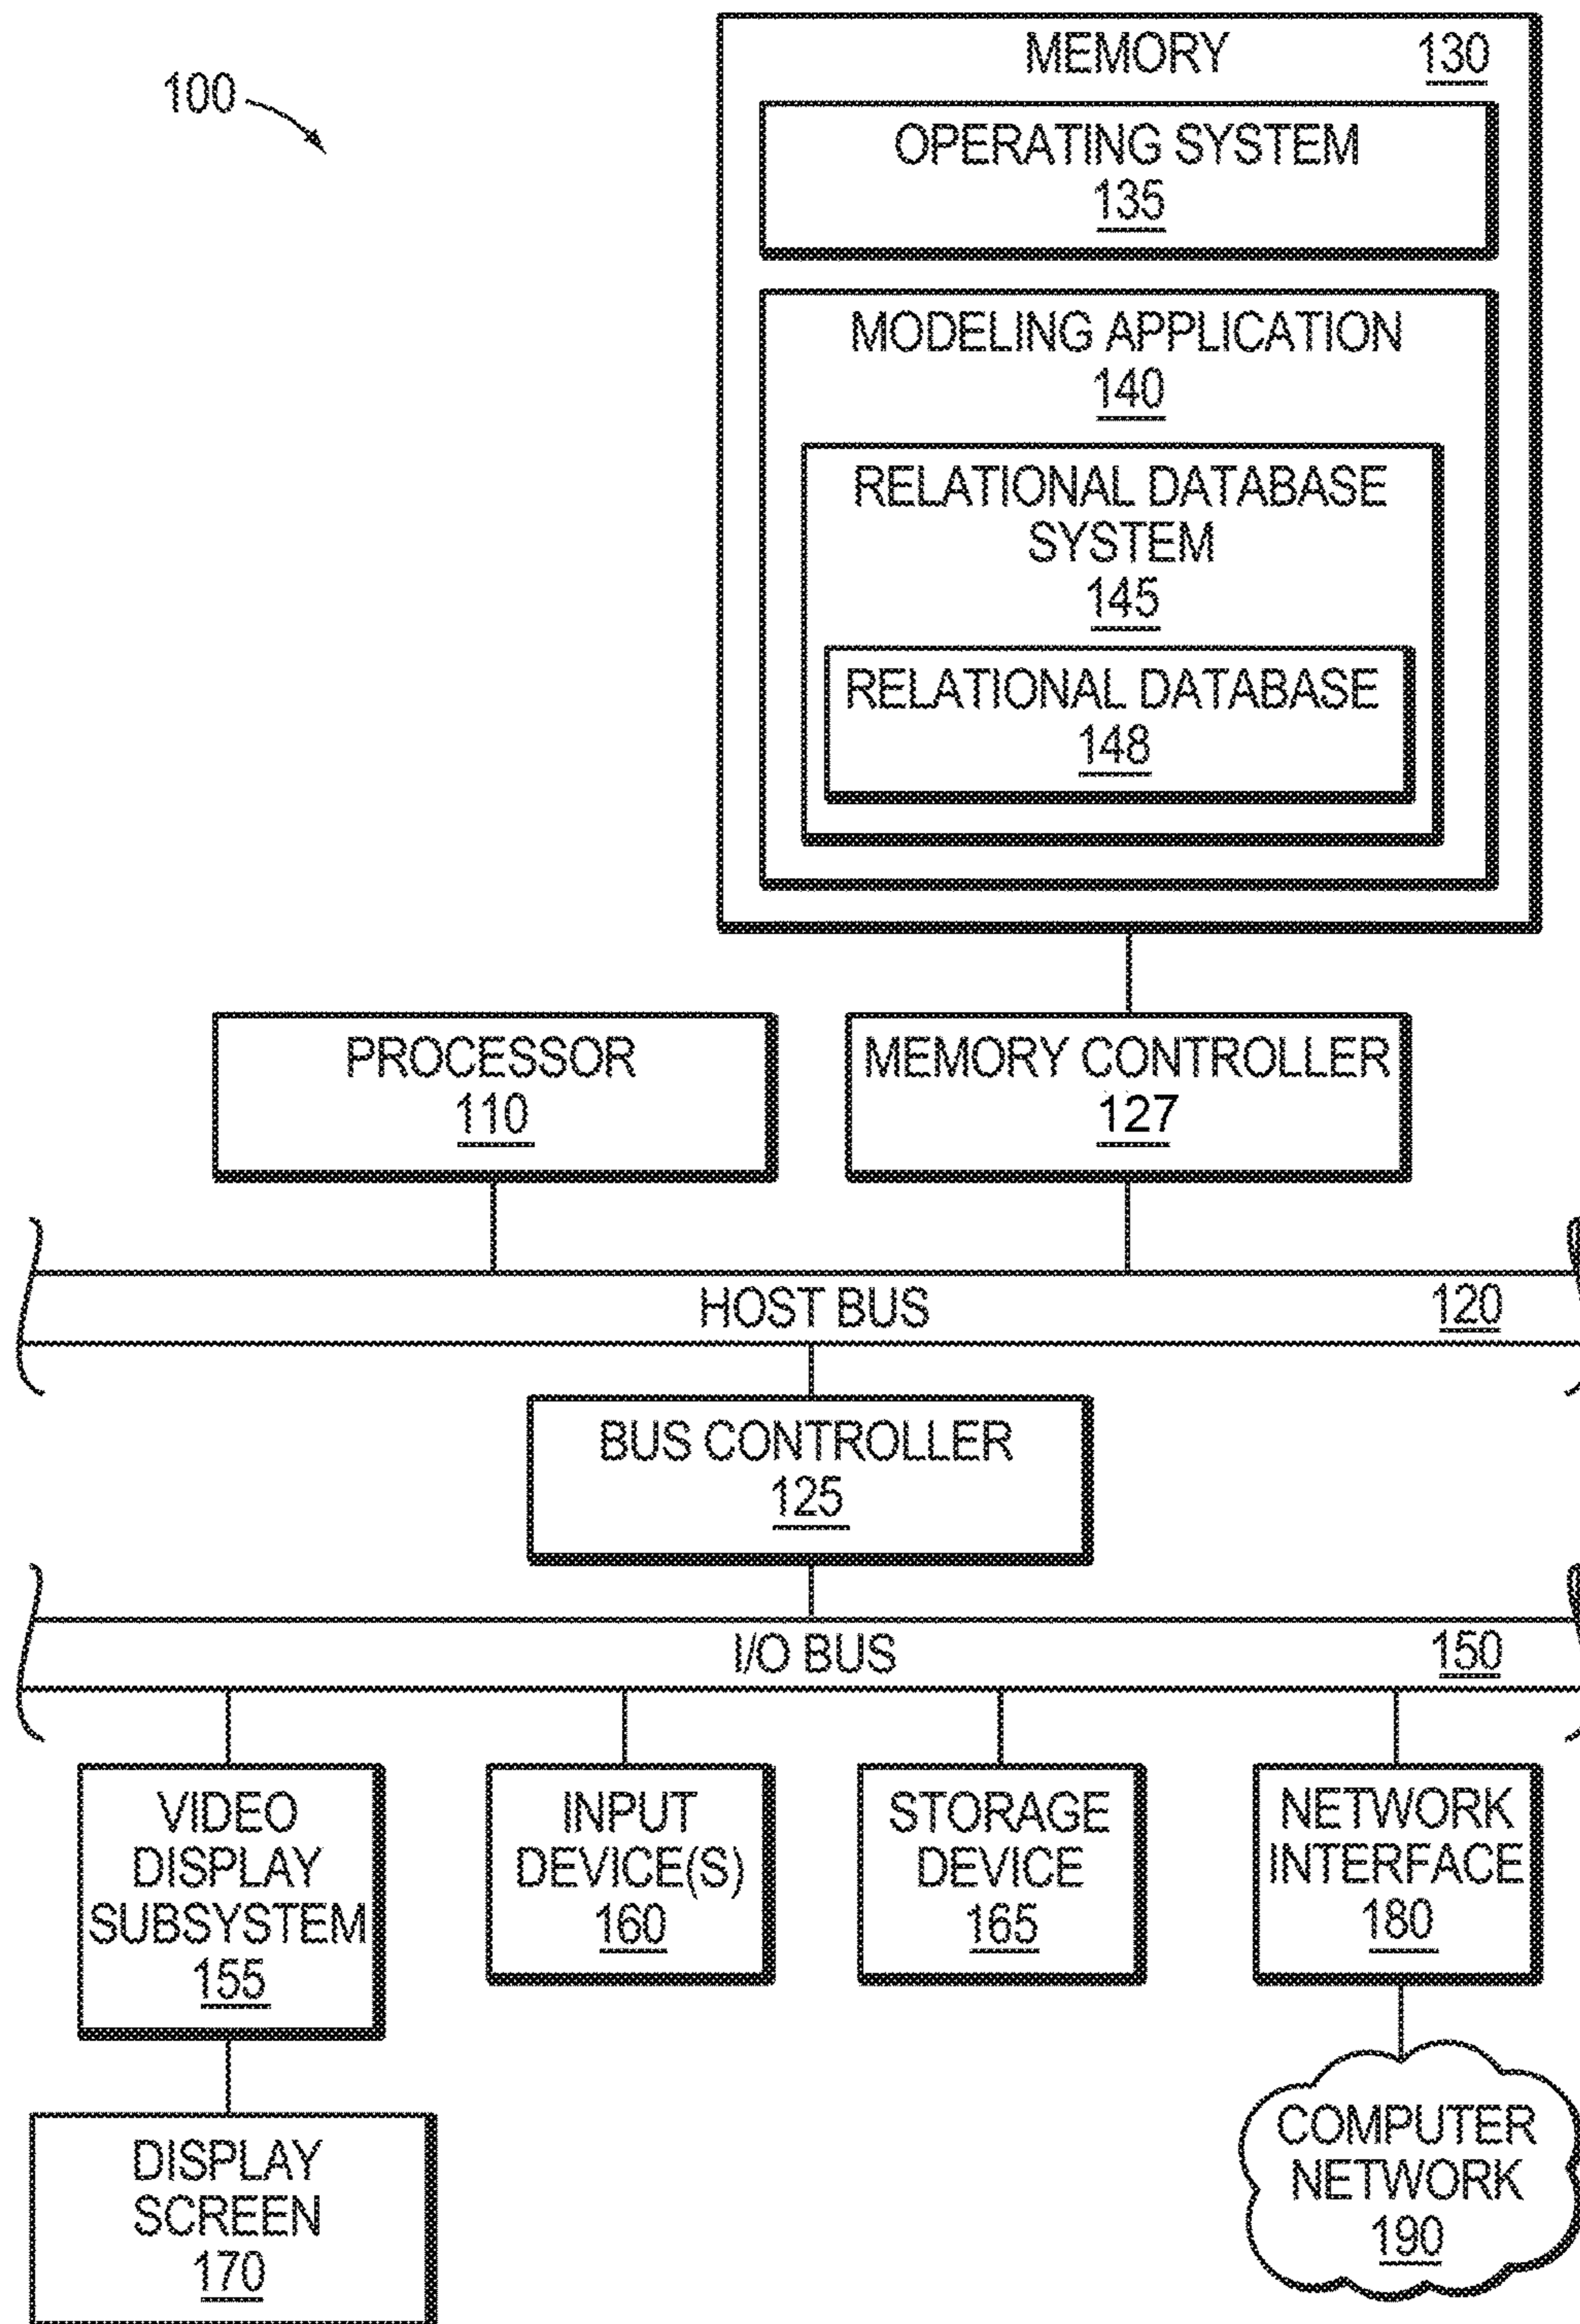 100
MEMORY 130
OPERATING SYSTEM
135
MODELING APPLICATION
140
RELATIONAL DATABASE
SYSTEM
145
RELATIONAL DATABASE
148
PROCESSOR
110
MEMORY CONTROLLER
127
HOST BUS 120
BUS CONTROLLER
125
I/O BUS 150
VIDEO
DISPLAY
SUBSYSTEM
155
INPUT
DEVICE(S)
160
STORAGE
DEVICE
165
NETWORK
INTERFACE
180
DISPLAY
SCREEN
170
COMPUTER
NETWORK
190